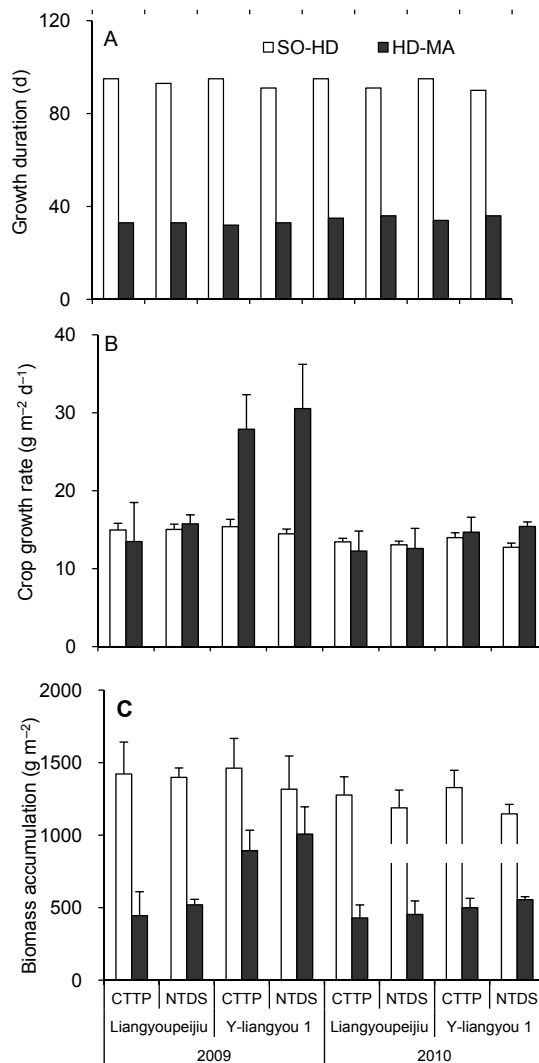 120
A
SO-HD
HD-MA
80
40
0
Growth duration (d)
40
B
30
20
10
0
Crop growth rate (g m⁻² d⁻¹)
2000
C
1500
1000
500
0
Biomass accumulation (g m⁻²)
CTTP NTDS CTTP NTDS CTTP NTDS CTTP NTDS
Liangyoupeijiu Y-liangyou 1 Liangyoupeijiu Y-liangyou 1
2009 2010